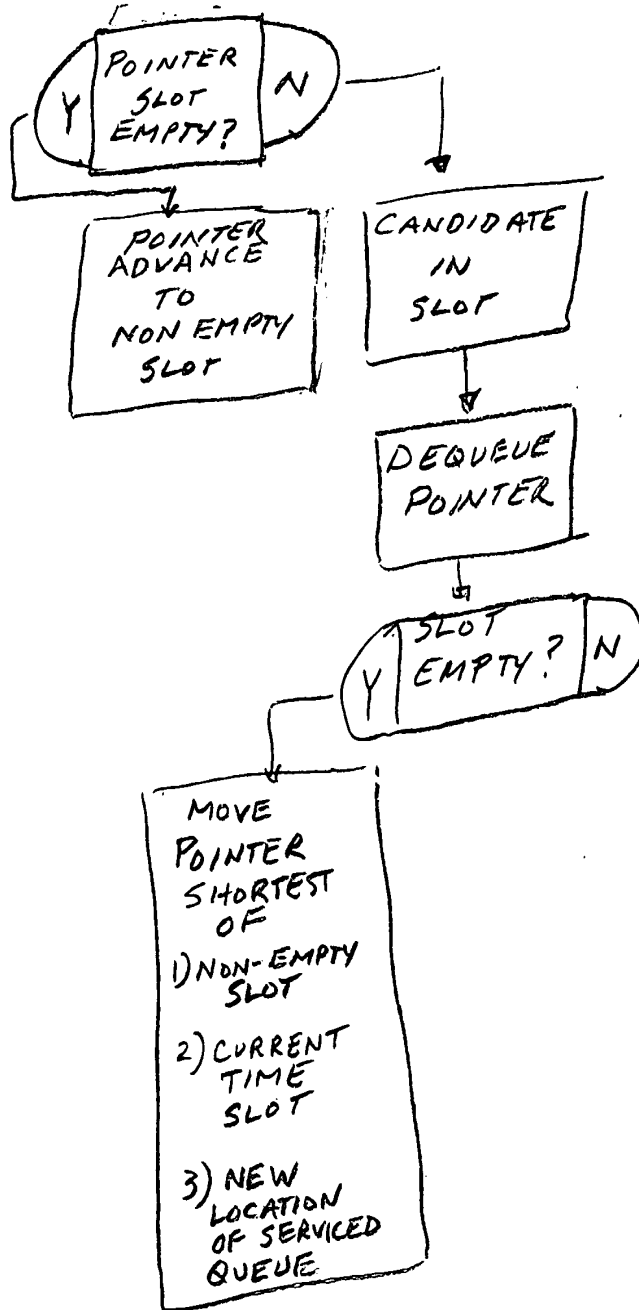 POINTER
SLOT
EMPTY?
Y
N
POINTER
ADVANCE
TO
NON EMPTY
SLOT
CANDIDATE
IN
SLOT
DEQUEUE
POINTER
SLOT
EMPTY?
Y
N
MOVE
POINTER
SHORTEST
OF
1) NON-EMPTY
SLOT
2) CURRENT
TIME
SLOT
3) NEW
LOCATION
OF SERVICED
QUEUE